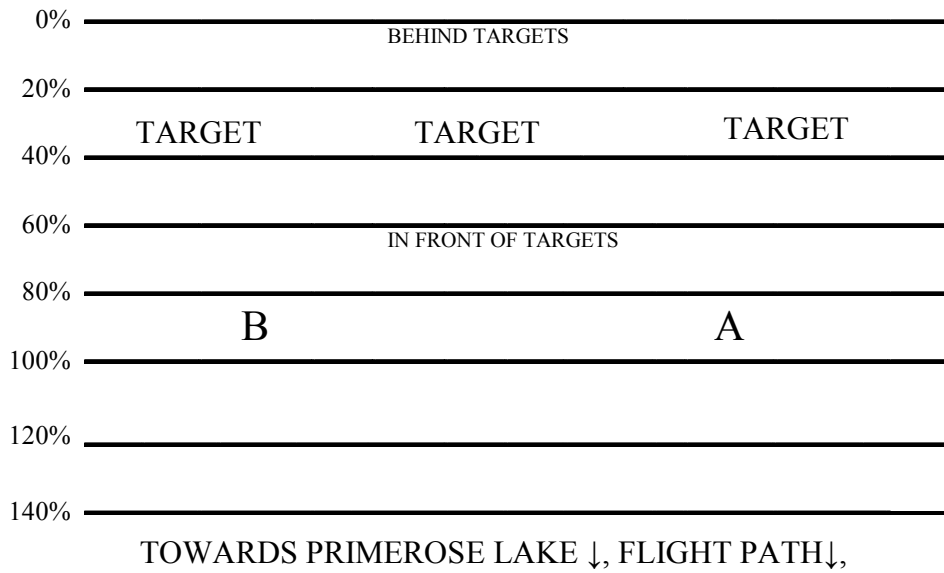 0%
BEHIND TARGETS
20%
TARGET TARGET TARGET
40%
60%
IN FRONT OF TARGETS
80%
B A
100%
120%
140%
TOWARDS PRIMEROSE LAKE ↓, FLIGHT PATH↓,